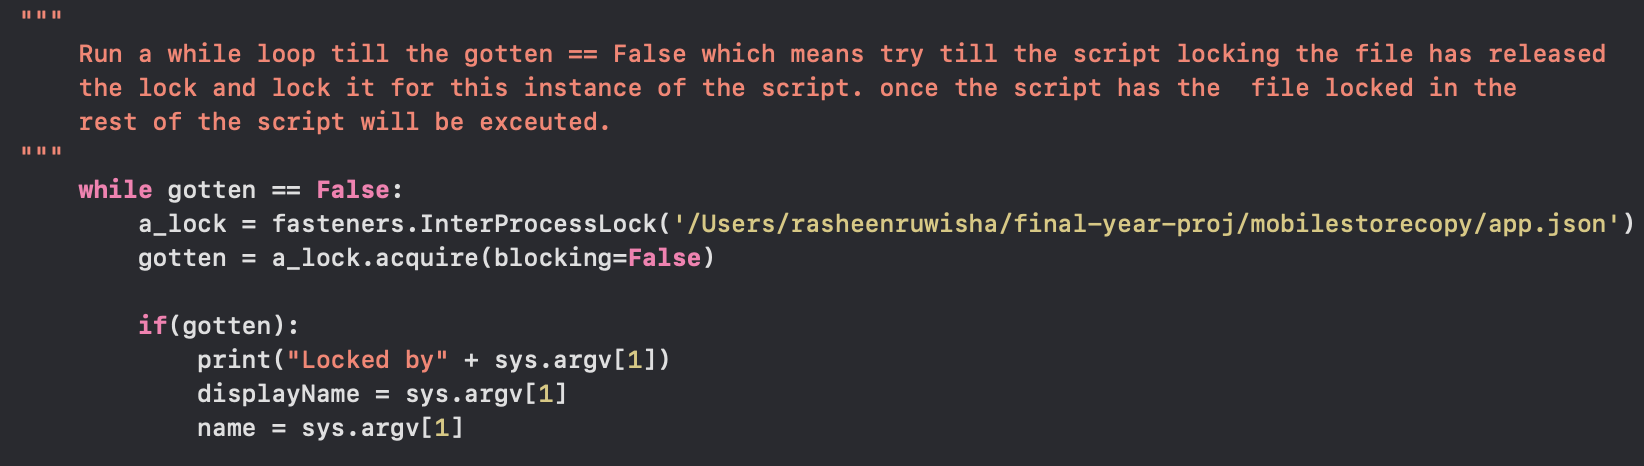 """
    Run a while loop till the gotten == False which means try till the script locking the file has released
    the lock and lock it for this instance of the script. once the script has the  file locked in the
    rest of the script will be exceuted.
"""
    while gotten == False:
        a_lock = fasteners.InterProcessLock('/Users/rasheenruwisha/final-year-proj/mobilestorecopy/app.json')
        gotten = a_lock.acquire(blocking=False)

        if(gotten):
            print("Locked by" + sys.argv[1])
            displayName = sys.argv[1]
            name = sys.argv[1]